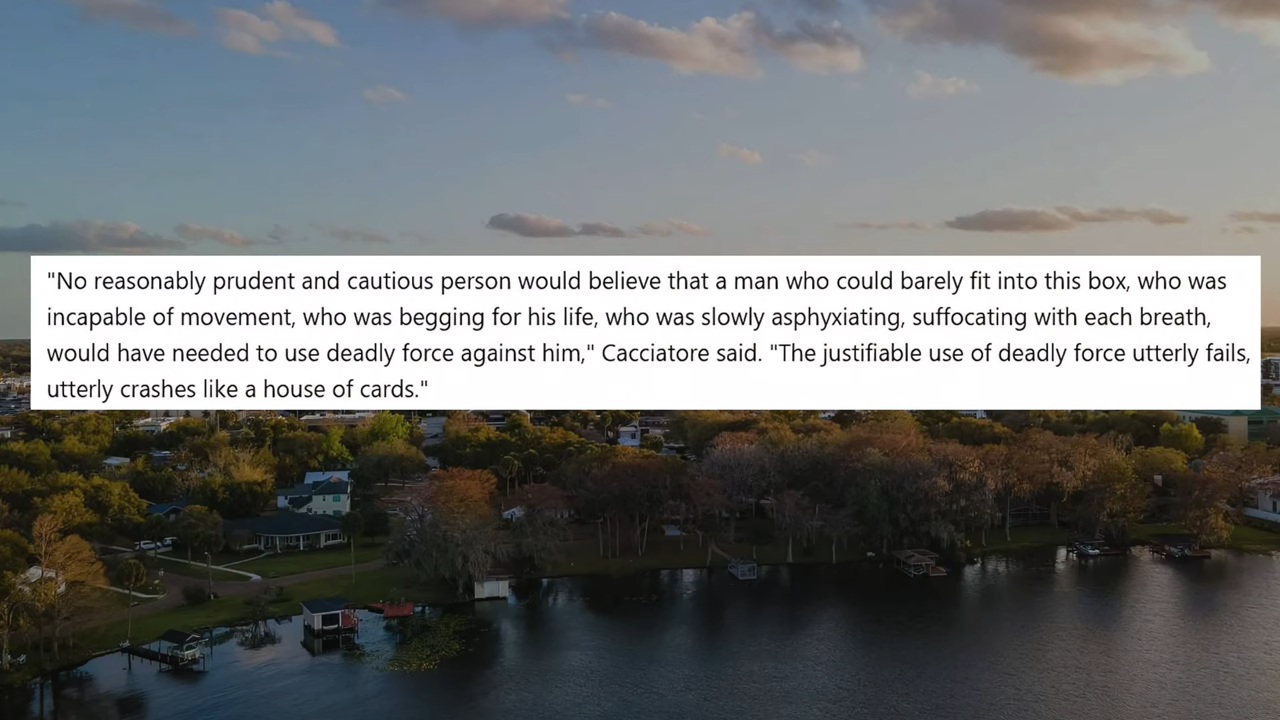 "No reasonably prudent and cautious person would believe that a man who could barely fit into this box, who was
incapable of movement, who was begging for his life, who was slowly asphyxiating, suffocating with each breath,
would have needed to use deadly force against him," Cacciatore said. "The justifiable use of deadly force utterly fails,
utterly crashes like a house of cards."